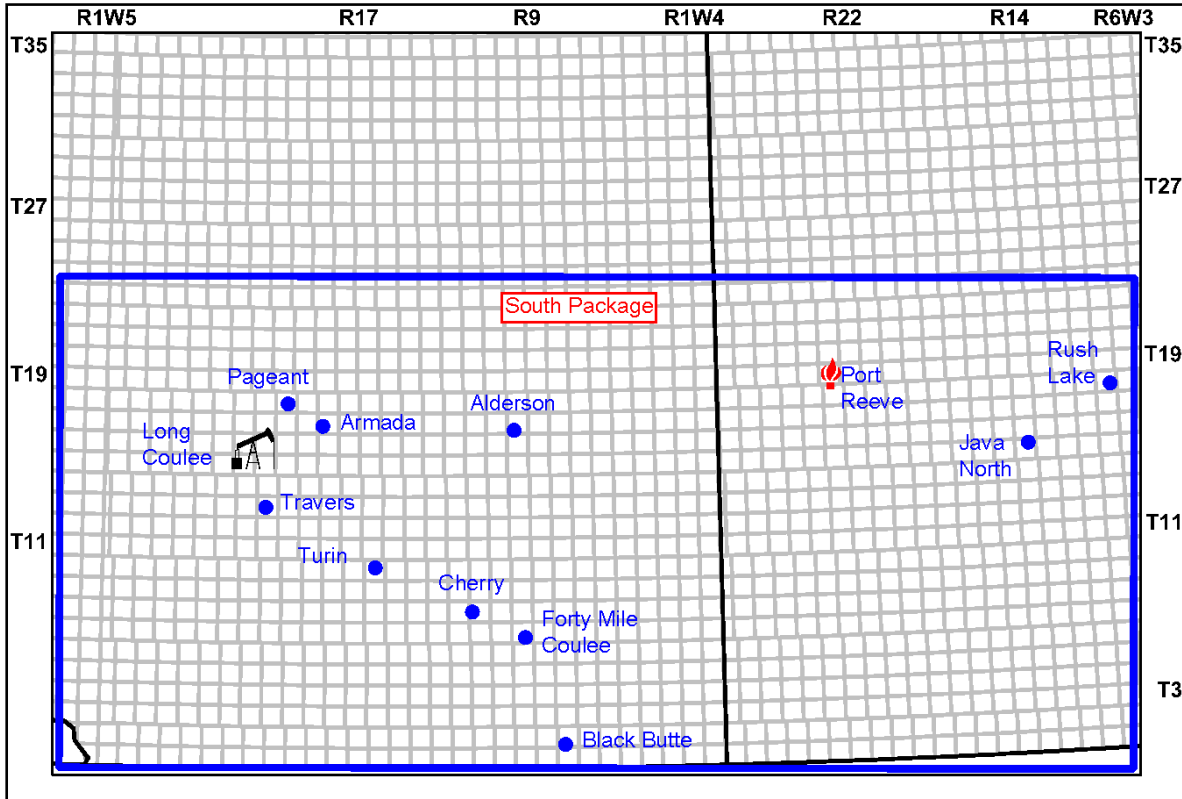 R1W5 R17 R9 R1W4 R22 R14 R6W3
T35 T35
T27 T27
South Package
T19 T19
Rush
Lake
Pageant
Port
Reeve
Alderson
Armada
Long
Coulee
Java
North
Travers
T11 T11
Turin
Cherry
Forty Mile
Coulee
T3
Black Butte